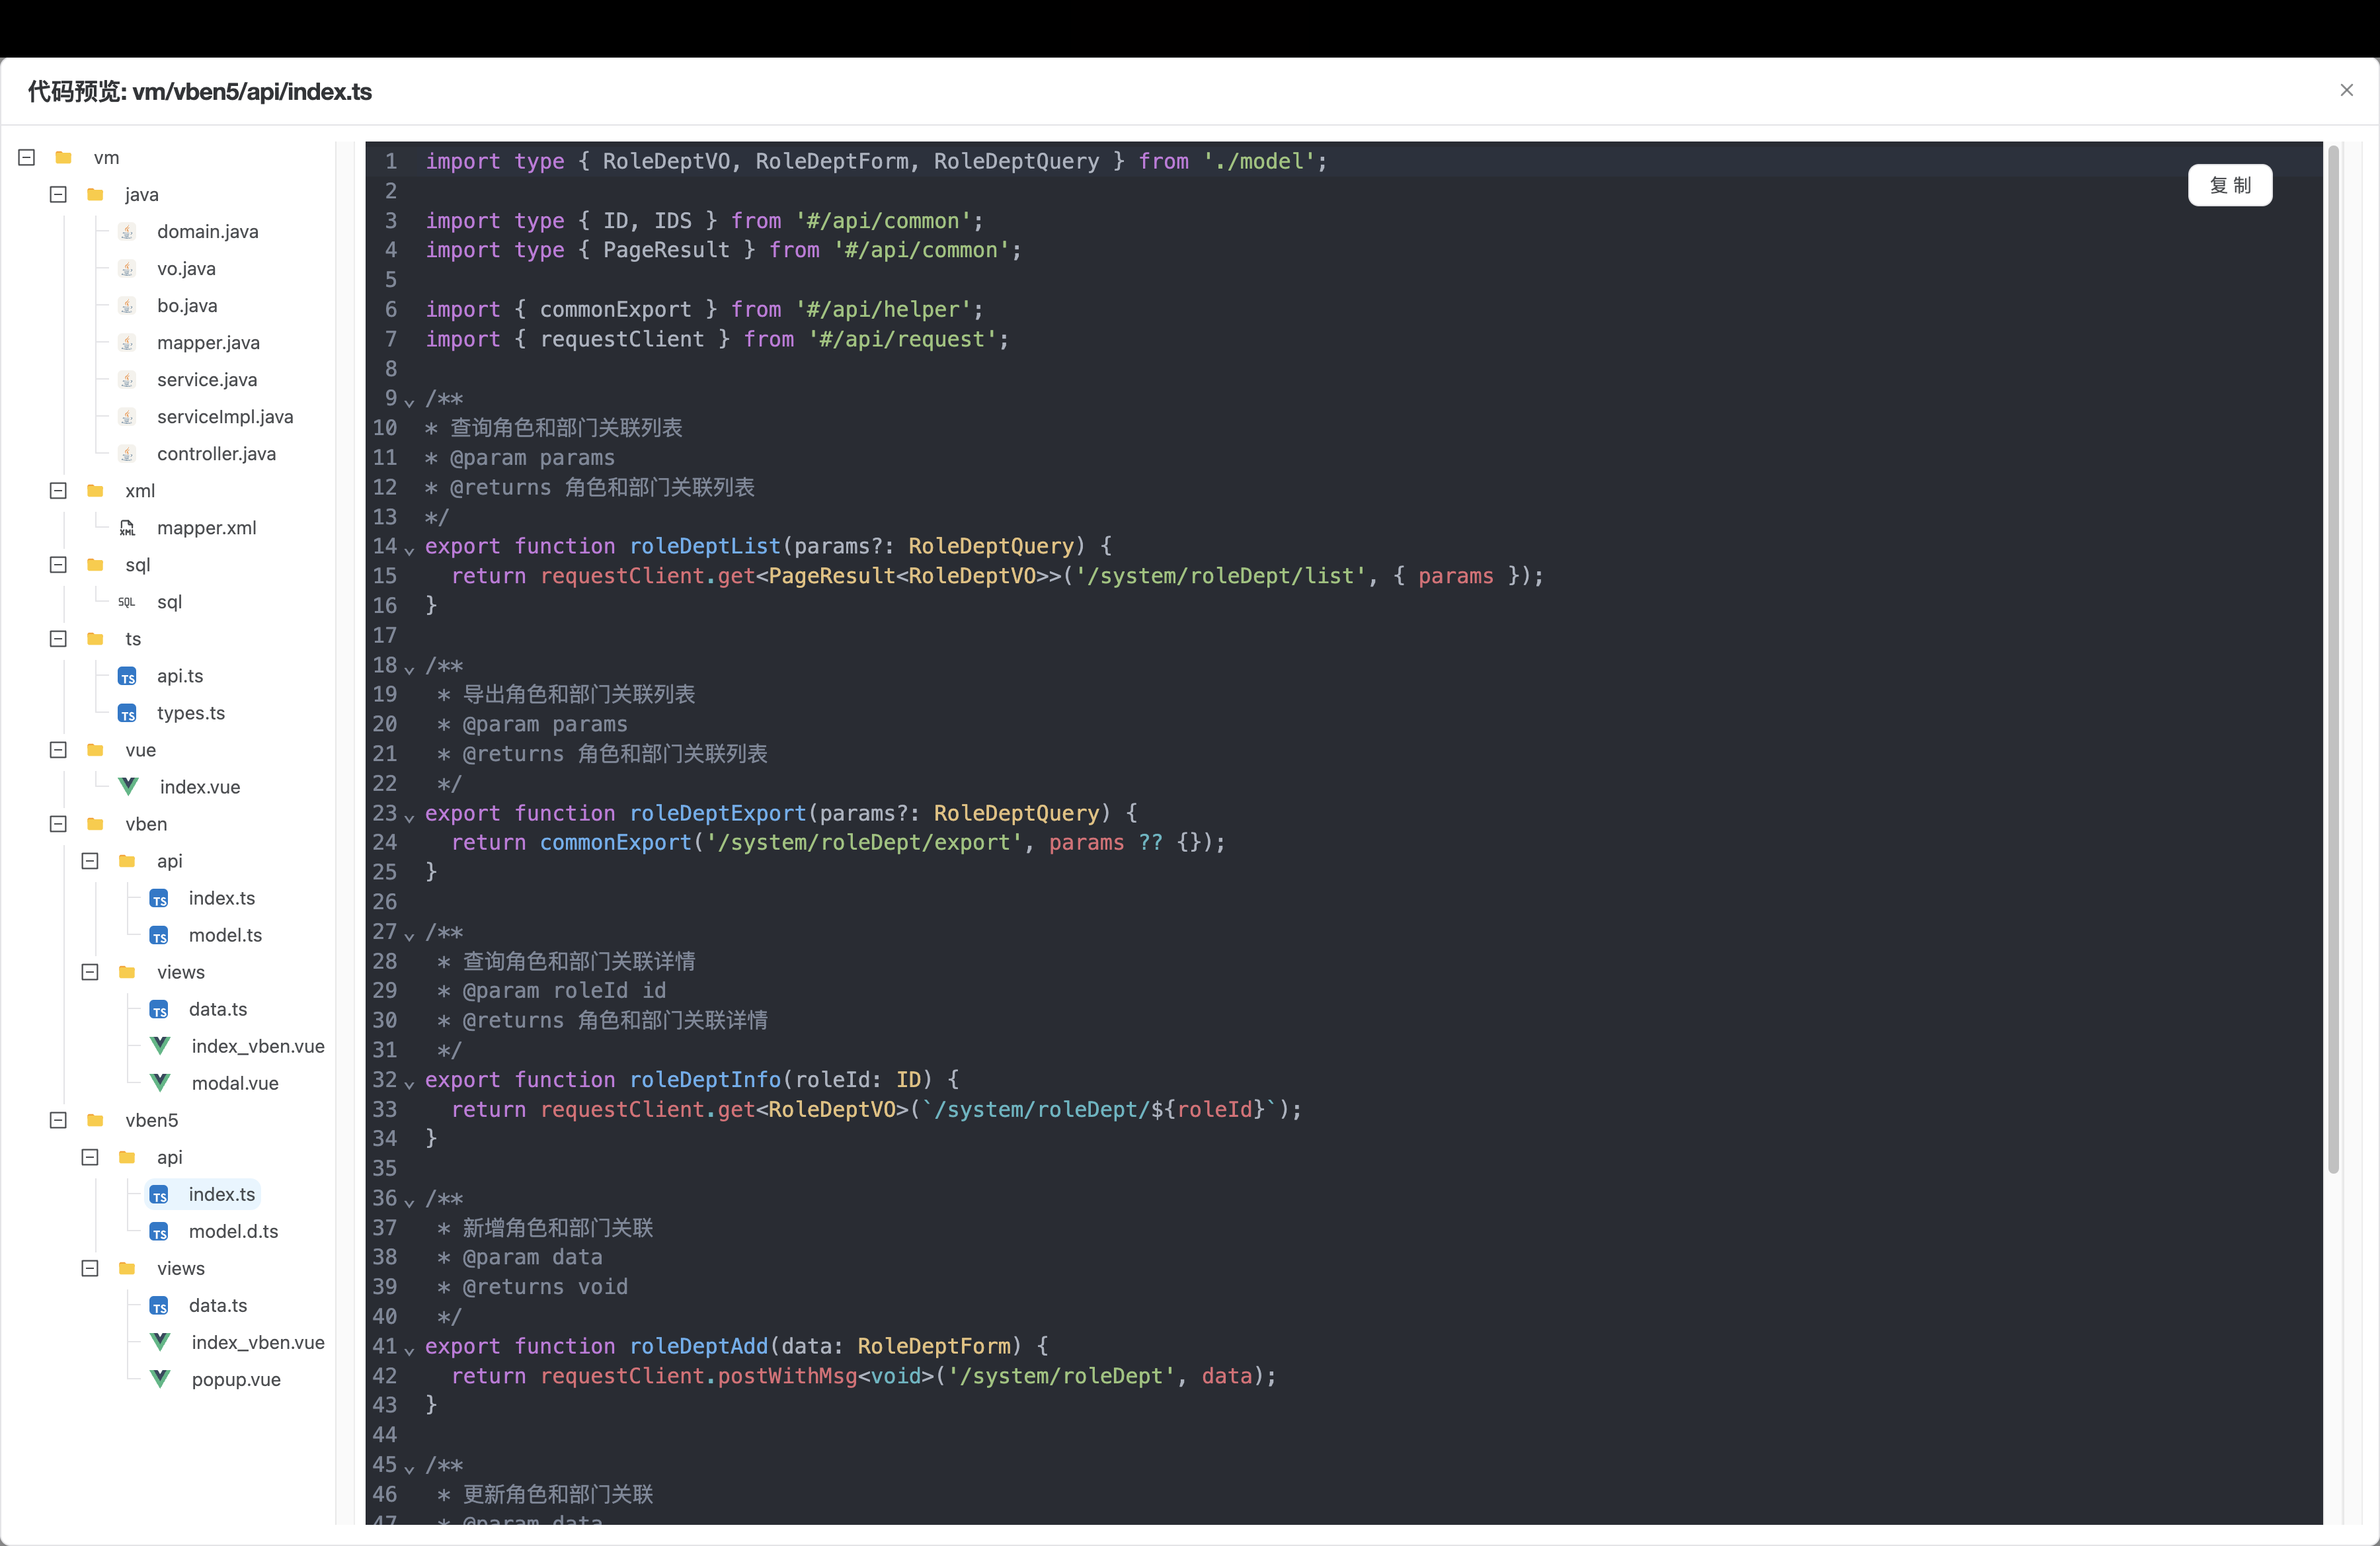 代码预览: vm/vben5/api/index.ts
vm
java
domain.java
vo.java
bo.java
mapper.java
service.java
serviceImpl.java
controller.java
xml
mapper.xml
sql
SQL sql
ts
TS api.ts
TS types.ts
vue
index.vue
vben
api
TS index.ts
TS model.ts
views
TS data.ts
index_vben.vue
modal.vue
vben5
api
TS index.ts
TS model.d.ts
views
TS data.ts
index_vben.vue
popup.vue
复 制
1 import type { RoleDeptVO, RoleDeptForm, RoleDeptQuery } from './model';
2
3 import type { ID, IDS } from '#/api/common';
4 import type { PageResult } from '#/api/common';
5
6 import { commonExport } from '#/api/helper';
7 import { requestClient } from '#/api/request';
8
9 /**
10 * 查询角色和部门关联列表
11 * @param params
12 * @returns 角色和部门关联列表
13 */
14 export function roleDeptList(params?: RoleDeptQuery) {
15   return requestClient.get<PageResult<RoleDeptVO>>('/system/roleDept/list', { params });
16 }
17
18 /**
19  * 导出角色和部门关联列表
20  * @param params
21  * @returns 角色和部门关联列表
22  */
23 export function roleDeptExport(params?: RoleDeptQuery) {
24   return commonExport('/system/roleDept/export', params ?? {});
25 }
26
27 /**
28  * 查询角色和部门关联详情
29  * @param roleId id
30  * @returns 角色和部门关联详情
31  */
32 export function roleDeptInfo(roleId: ID) {
33   return requestClient.get<RoleDeptVO>(`/system/roleDept/${roleId}`);
34 }
35
36 /**
37  * 新增角色和部门关联
38  * @param data
39  * @returns void
40  */
41 export function roleDeptAdd(data: RoleDeptForm) {
42   return requestClient.postWithMsg<void>('/system/roleDept', data);
43 }
44
45 /**
46  * 更新角色和部门关联
47  * @param data